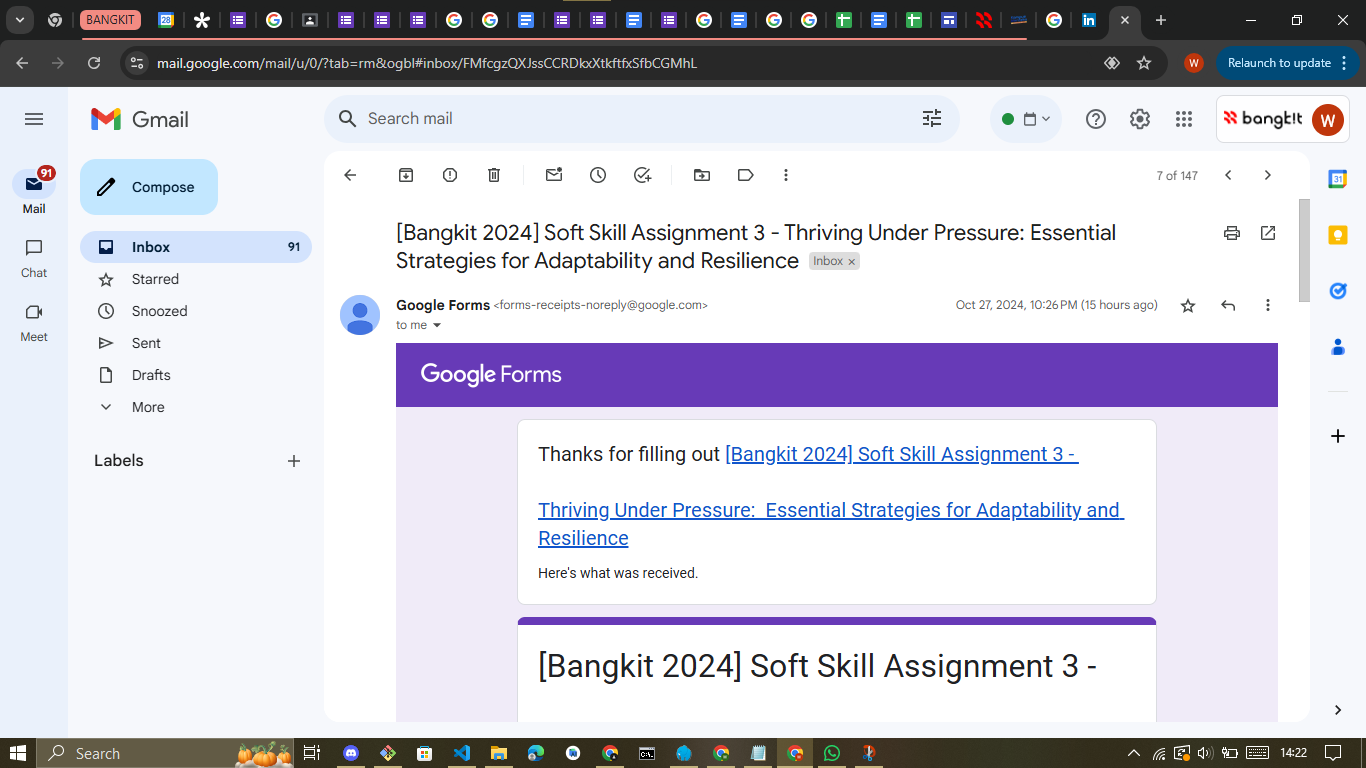 BANGKIT
mail.google.com/mail/u/0/?tab=rm&ogbl#inbox/FMfcgzQXJssCCRDkxXtkftfxSfbCGMhL
W
Relaunch to update
Gmail
Search mail
bangk!t
W
91
Mail
Chat
Meet
Compose
Inbox 91
Starred
Snoozed
Sent
Drafts
More
Labels
7 of 147
[Bangkit 2024] Soft Skill Assignment 3 - Thriving Under Pressure: Essential
Strategies for Adaptability and Resilience Inbox ×
Google Forms <forms-receipts-noreply@google.com>
Oct 27, 2024, 10:26 PM (15 hours ago)
to me
Google Forms
Thanks for filling out [Bangkit 2024] Soft Skill Assignment 3 -
Thriving Under Pressure:  Essential Strategies for Adaptability and
Resilience
Here's what was received.
[Bangkit 2024] Soft Skill Assignment 3 -
Search
14:22